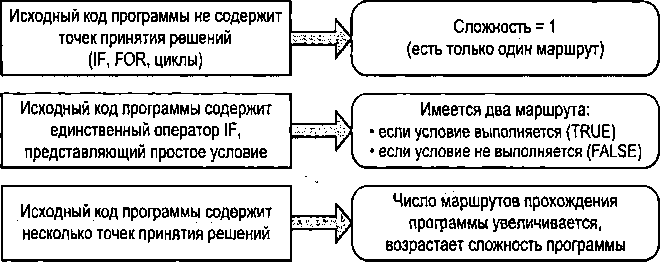 Исходный код программы не содержит
точек принятия решений
(IF, FOR, циклы)
Сложность = 1
(есть только один маршрут)
Исходный код программы содержит
единственный оператор IF,
представляющий простое условие
Имеется два маршрута:
• если условие выполняется (TRUE)
• если условие не выполняется (FALSE)
Исходный код программы содержит
несколько точек принятия решений
Число маршрутов прохождения
программы увеличивается,
возрастает сложность программы